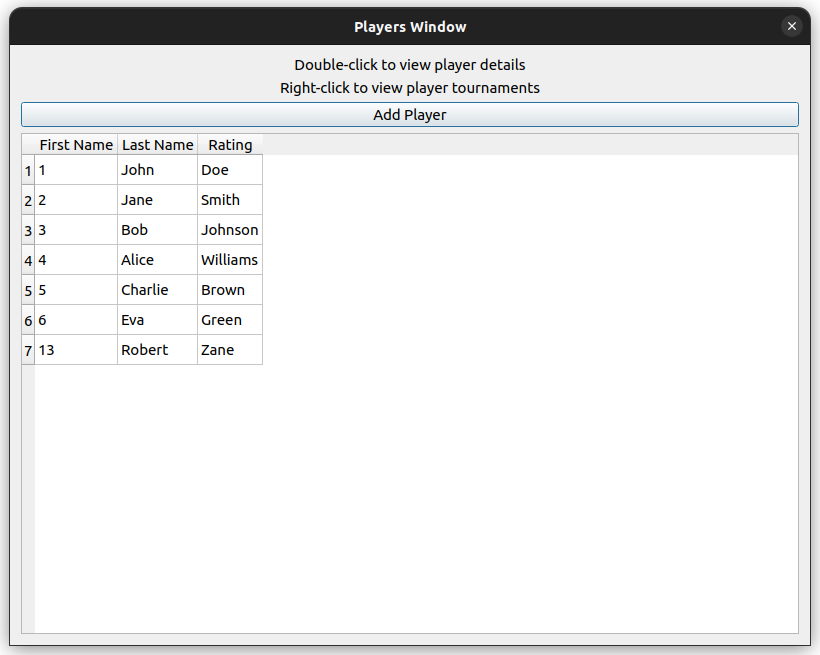 Players Window
Double-click to view player details
Right-click to view player tournaments
Add Player
First Name Last Name Rating
1 1 John Doe
2 2 Jane Smith
3 3 Bob Johnson
4 4 Alice Williams
5 5 Charlie Brown
6 6 Eva Green
7 13 Robert Zane